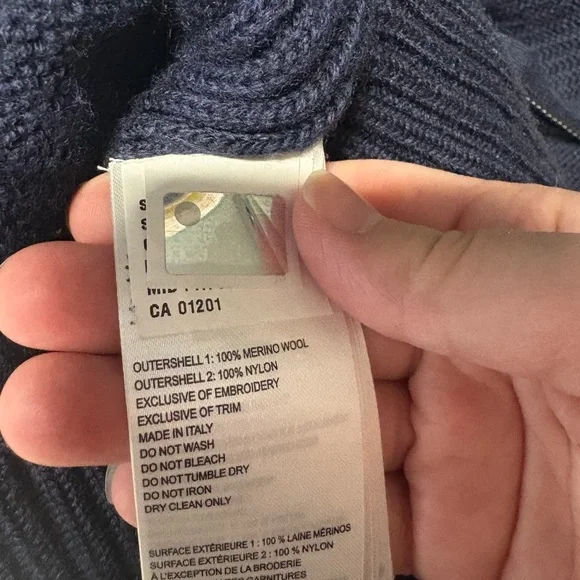 CA 01201
OUTERSHELL 1: 100% MERINO WOOL
OUTERSHELL 2: 100% NYLON
EXCLUSIVE OF EMBROIDERY
EXCLUSIVE OF TRIM
MADE IN ITALY
DO NOT WASH
DO NOT BLEACH
DO NOT TUMBLE DRY
DO NOT IRON
DRY CLEAN ONLY
SURFACE EXTÉRIEURE 1 : 100 % LAINE MÉRINOS
SURFACE EXTÉRIEURE 2 : 100 % NYLON
À L'EXCEPTION DE LA BRODERIE